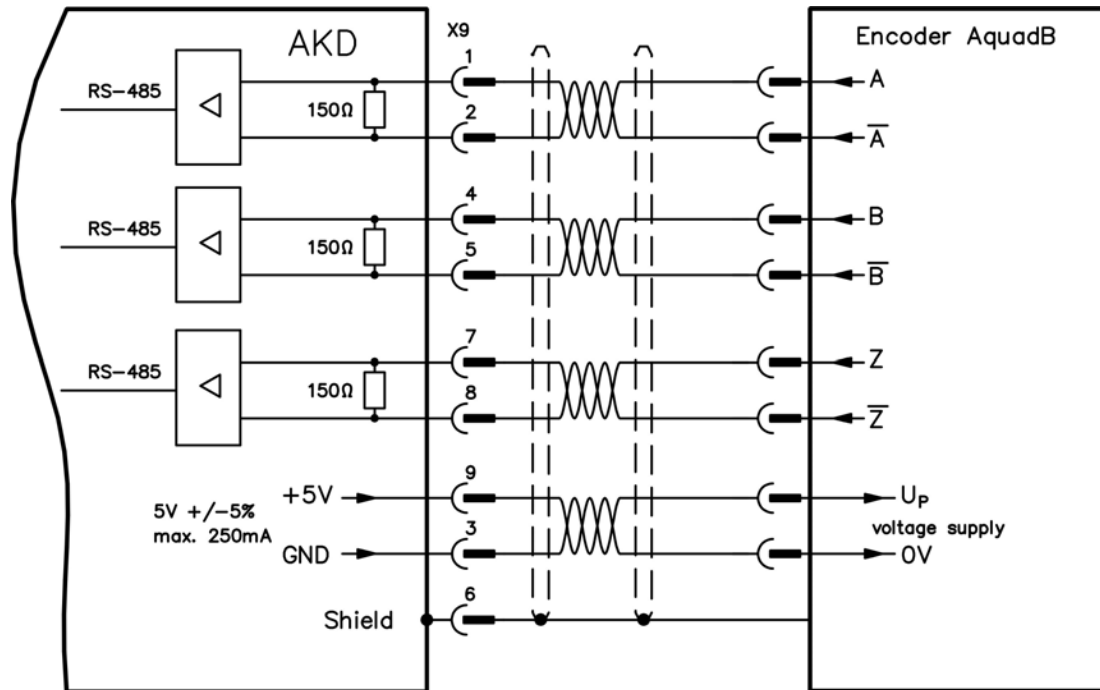 AKD
X9
Encoder AquadB
1
A
RS-485
150Ω
2
A̅
4
B
RS-485
150Ω
5
B̅
7
Z
RS-485
150Ω
8
Z̅
9
+5V
UP
5V +/-5%
max. 250mA
voltage supply
3
GND
0V
6
Shield